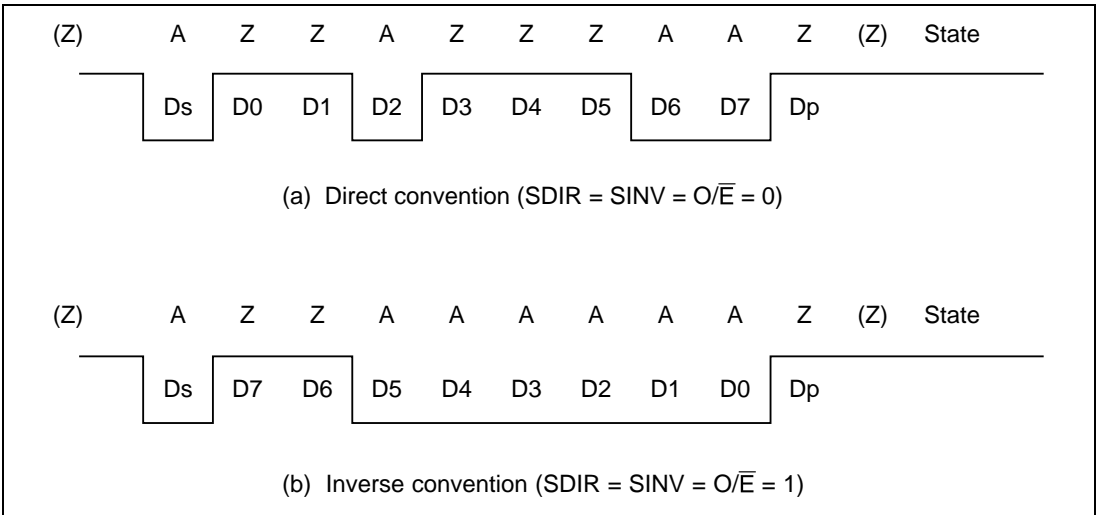 (Z) A Z Z A Z Z Z A A Z (Z) State
Ds D0 D1 D2 D3 D4 D5 D6 D7 Dp
(a) Direct convention (SDIR = SINV = O/E̅ = 0)
(Z) A Z Z A A A A A A Z (Z) State
Ds D7 D6 D5 D4 D3 D2 D1 D0 Dp
(b) Inverse convention (SDIR = SINV = O/E̅ = 1)